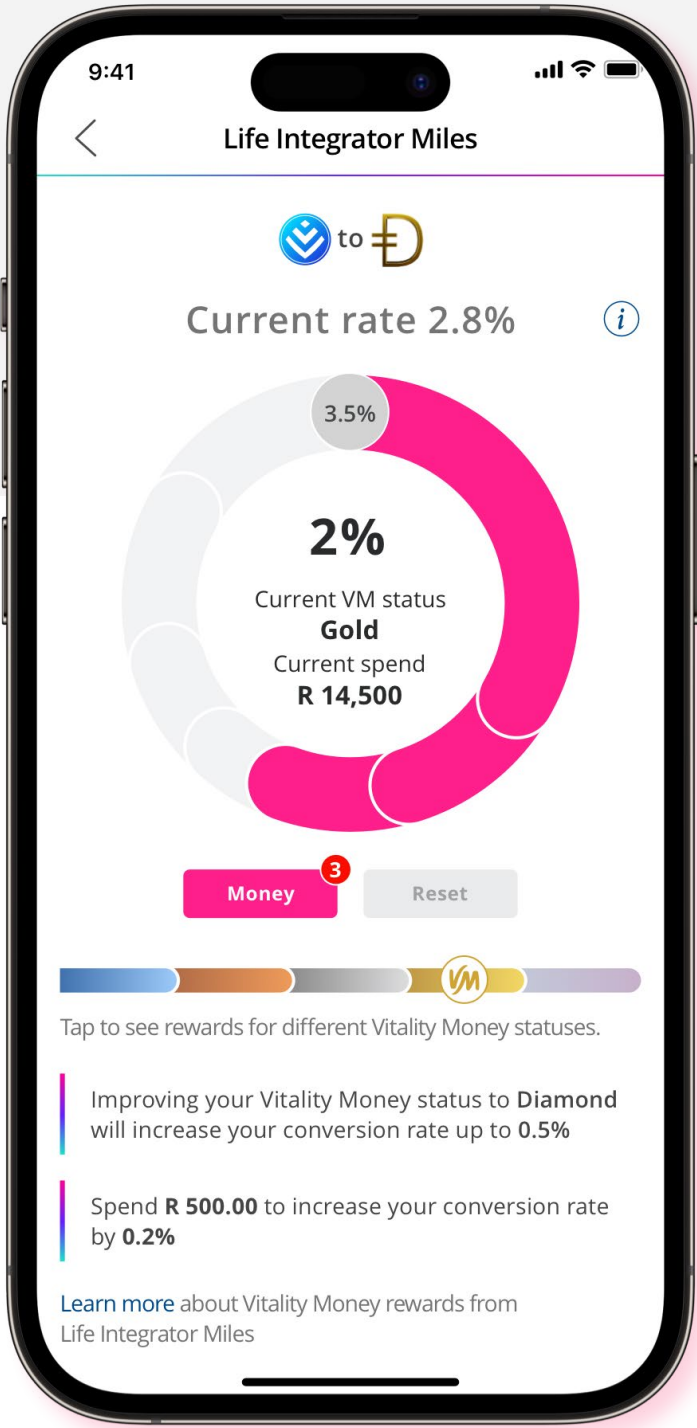 9:41
Life Integrator Miles
to
Current rate 2.8%
i
3.5%
2%
Current VM status
Gold
Current spend
R 14,500
Money
3
Reset
VM
Tap to see rewards for different Vitality Money statuses.
Improving your Vitality Money status to Diamond
will increase your conversion rate up to 0.5%
Spend R 500.00 to increase your conversion rate
by 0.2%
Learn more about Vitality Money rewards from
Life Integrator Miles